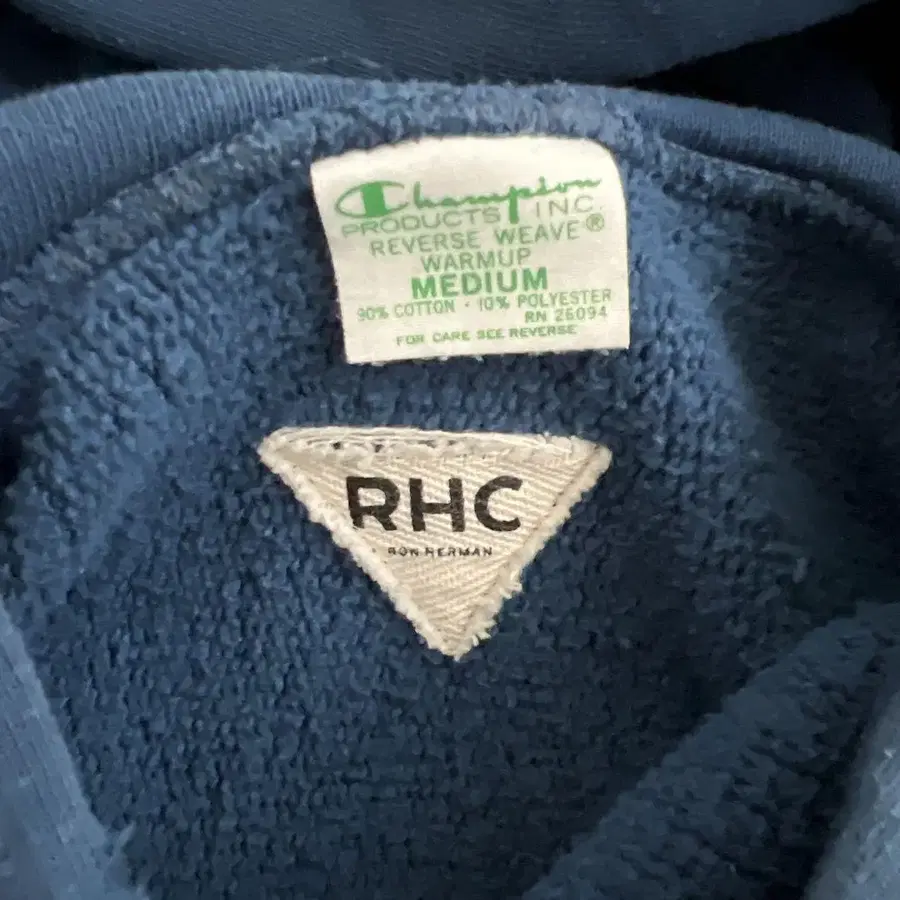 Champion
PRODUCTS INC.
REVERSE WEAVE®
WARMUP
MEDIUM
90% COTTON · 10% POLYESTER
RN 26094
FOR CARE SEE REVERSE
RHC
RON HERMAN